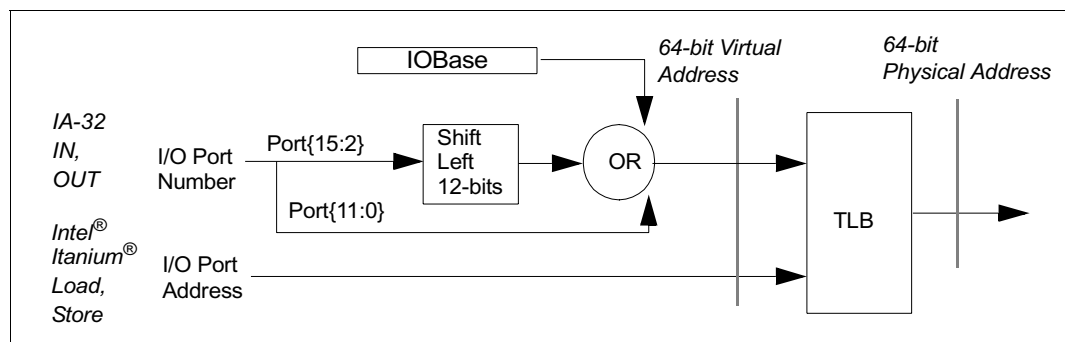 IOBase
64-bit Virtual
Address
64-bit
Physical Address
IA-32
IN,
OUT
I/O Port
Number
Port{15:2}
Shift
Left
12-bits
OR
Port{11:0}
TLB
Intel®
Itanium®
Load,
Store
I/O Port
Address